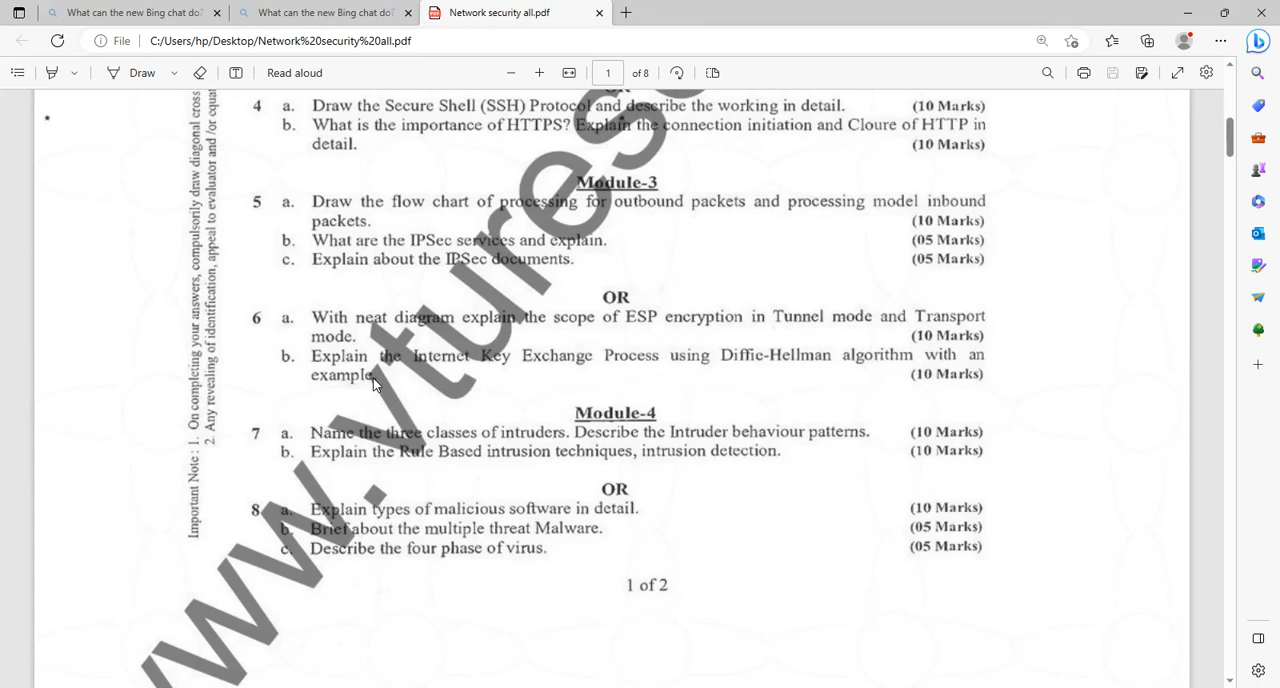 What can the new Bing chat do?
What can the new Bing chat do?
Network security all.pdf
File C:/Users/hp/Desktop/Network%20security%20all.pdf
Draw
Read aloud
1 of 8
Important Note : 1. On completing your answers, compulsorily draw diagonal cross
2. Any revealing of identification, appeal to evaluator and /or equat
OR
4 a. Draw the Secure Shell (SSH) Protocol and describe the working in detail. (10 Marks)
b. What is the importance of HTTPS? Explain the connection initiation and Cloure of HTTP in
detail. (10 Marks)
Module-3
5 a. Draw the flow chart of processing for outbound packets and processing model inbound
packets. (10 Marks)
b. What are the IPSec services and explain. (05 Marks)
c. Explain about the IPSec documents. (05 Marks)
OR
6 a. With neat diagram explain the scope of ESP encryption in Tunnel mode and Transport
mode. (10 Marks)
b. Explain the Internet Key Exchange Process using Diffic-Hellman algorithm with an
example. (10 Marks)
Module-4
7 a. Name the three classes of intruders. Describe the Intruder behaviour patterns. (10 Marks)
b. Explain the Rule Based intrusion techniques, intrusion detection. (10 Marks)
OR
8 a. Explain types of malicious software in detail. (10 Marks)
b. Brief about the multiple threat Malware. (05 Marks)
c. Describe the four phase of virus. (05 Marks)
1 of 2
www.vtures